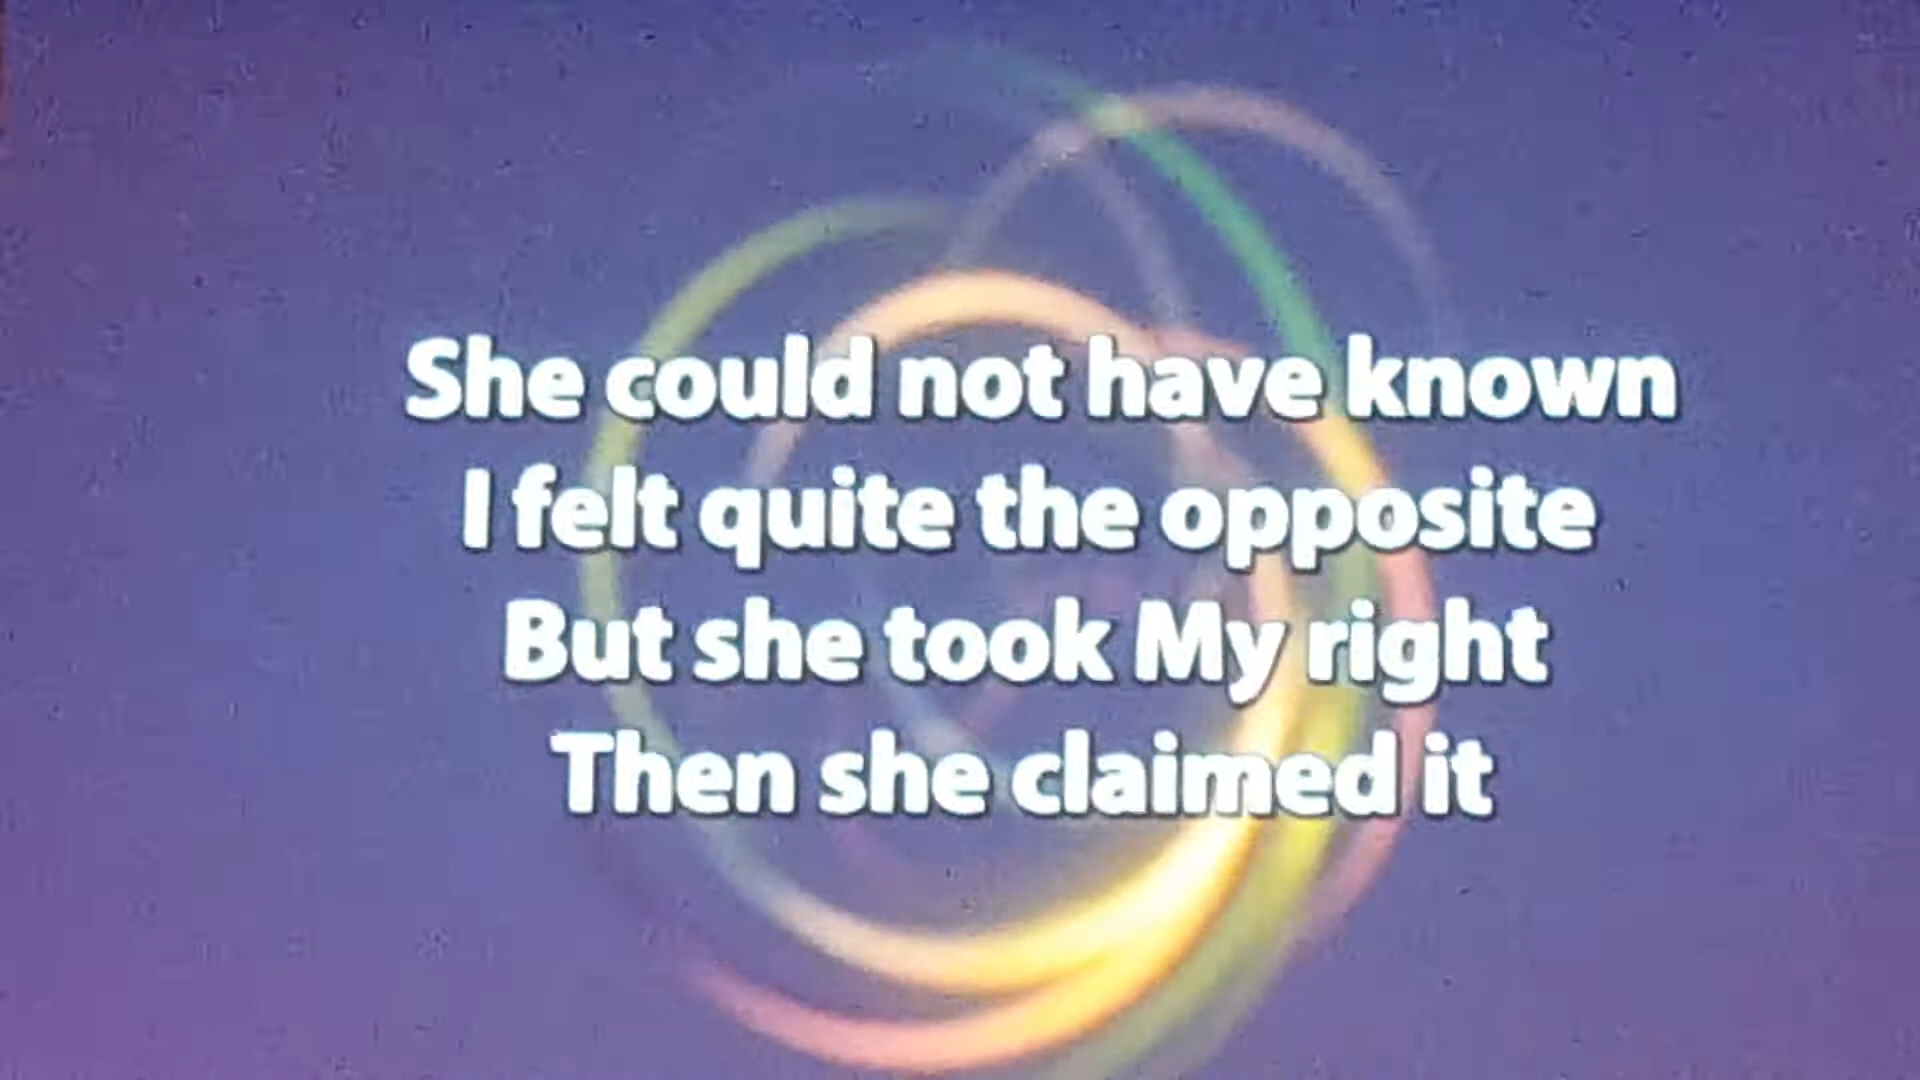 She could not have known
I felt quite the opposite
But she took My right
Then she claimed it